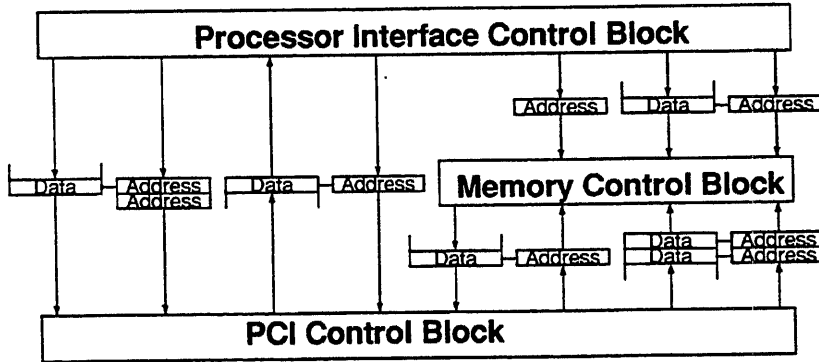 Processor Interface Control Block
Address
Data
Address
Data
Address
Address
Data
Address
Memory Control Block
Data
Address
Data
Address
Data
Address
PCI Control Block